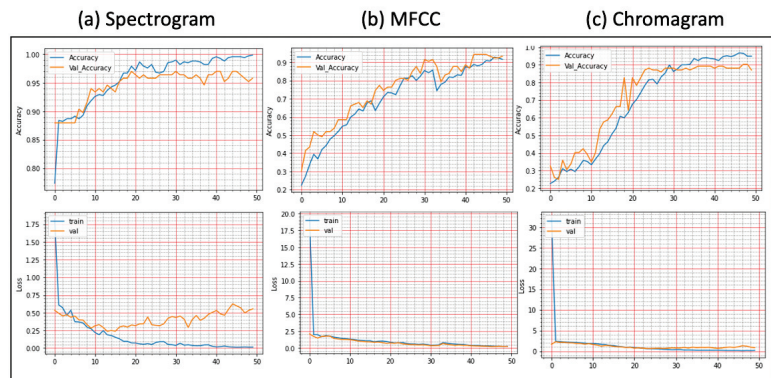 (a) Spectrogram
(b) MFCC
(c) Chromagram
Accuracy
1.00
0.95
0.90
0.85
0.80
Accuracy
Val_Accuracy
0 10 20 30 40 50
Accuracy
0.9
0.8
0.7
0.6
0.5
0.4
0.3
0.2
Accuracy
Val_Accuracy
0 10 20 30 40 50
Accuracy
1.0
0.9
0.8
0.7
0.6
0.5
0.4
0.3
0.2
Accuracy
Val_Accuracy
0 10 20 30 40 50
Loss
1.75
1.50
1.25
1.00
0.75
0.50
0.25
0.00
train
val
0 10 20 30 40 50
Loss
20.0
17.5
15.0
12.5
10.0
7.5
5.0
2.5
0.0
train
val
0 10 20 30 40 50
Loss
30
25
20
15
10
5
0
train
val
0 10 20 30 40 50